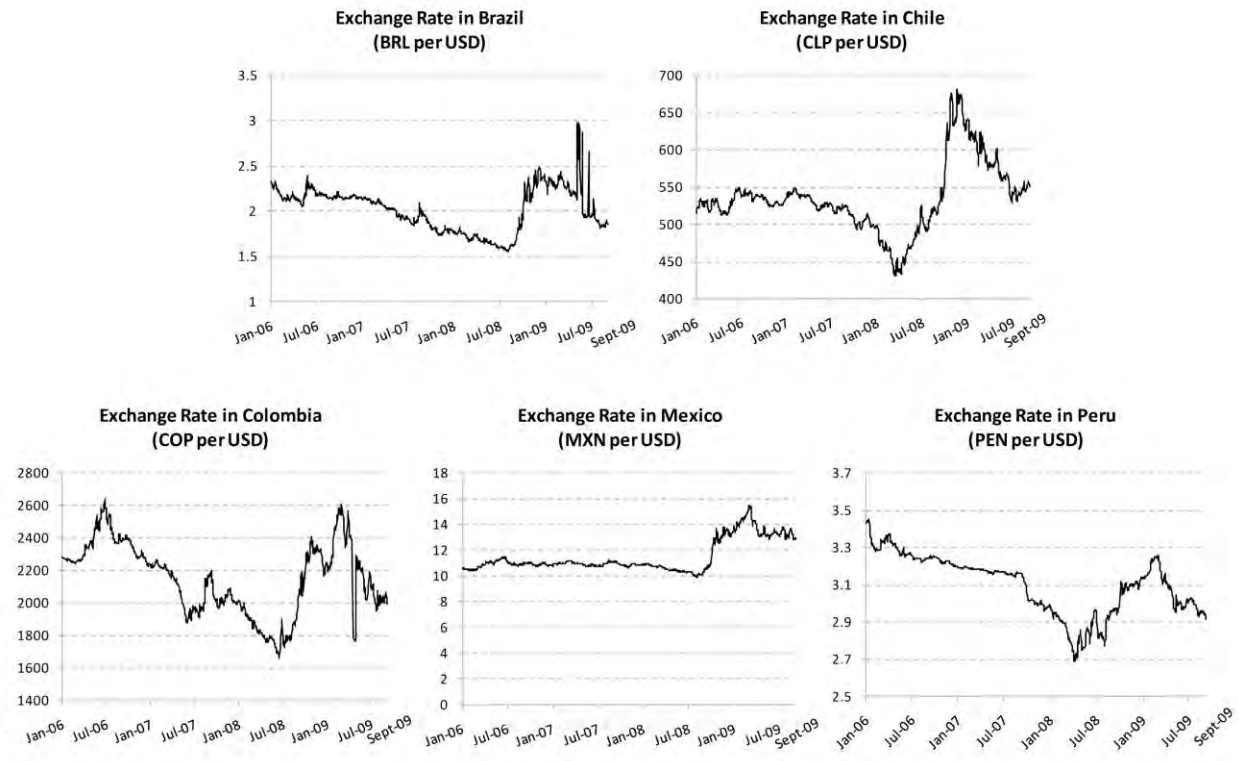 Exchange Rate in Brazil
(BRL per USD)
3.5
3
2.5
2
1.5
1
Jan-06 Jul-06 Jan-07 Jul-07 Jan-08 Jul-08 Jan-09 Jul-09 Sept-09
Exchange Rate in Chile
(CLP per USD)
700
650
600
550
500
450
400
Jan-06 Jul-06 Jan-07 Jul-07 Jan-08 Jul-08 Jan-09 Jul-09 Sept-09
Exchange Rate in Colombia
(COP per USD)
2800
2600
2400
2200
2000
1800
1600
1400
Jan-06 Jul-06 Jan-07 Jul-07 Jan-08 Jul-08 Jan-09 Jul-09 Sept-09
Exchange Rate in Mexico
(MXN per USD)
18
16
14
12
10
8
6
4
2
0
Jan-06 Jul-06 Jan-07 Jul-07 Jan-08 Jul-08 Jan-09 Jul-09 Sept-09
Exchange Rate in Peru
(PEN per USD)
3.7
3.5
3.3
3.1
2.9
2.7
2.5
Jan-06 Jul-06 Jan-07 Jul-07 Jan-08 Jul-08 Jan-09 Jul-09 Sept-09